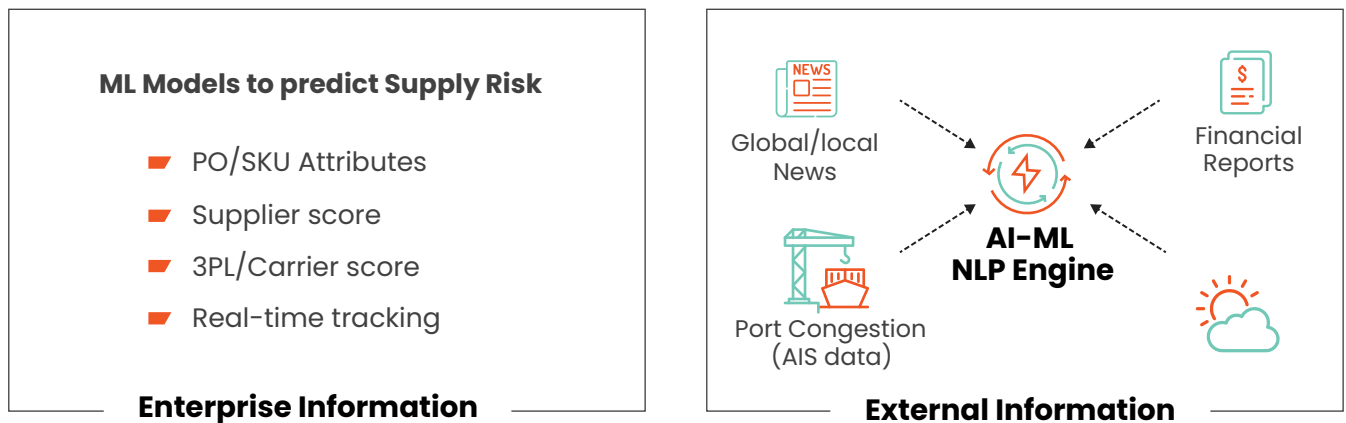 ML Models to predict Supply Risk
PO/SKU Attributes
Supplier score
3PL/Carrier score
Real-time tracking
Enterprise Information
NEWS
Global/local
News
$
Financial
Reports
AI-ML
NLP Engine
Port Congestion
(AIS data)
External Information